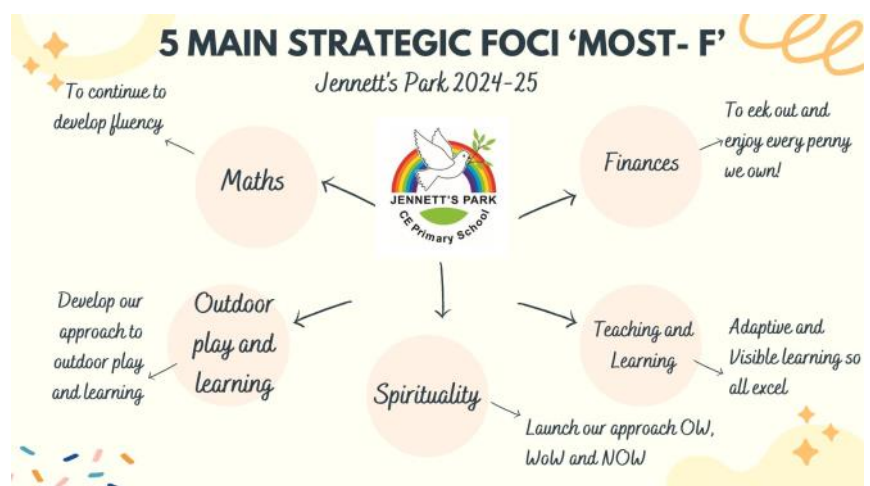 5 MAIN STRATEGIC FOCI ‘MOST- F’
Jennett's Park 2024-25
To continue to
develop fluency
Maths
JENNETT'S PARK
CE Primary School
Finances
To eek out and
enjoy every penny
we own!
Develop our
approach to
outdoor play
and learning
Outdoor
play and
learning
Spirituality
Launch our approach OW,
WoW and NOW
Teaching and
Learning
Adaptive and
Visible learning so
all excel